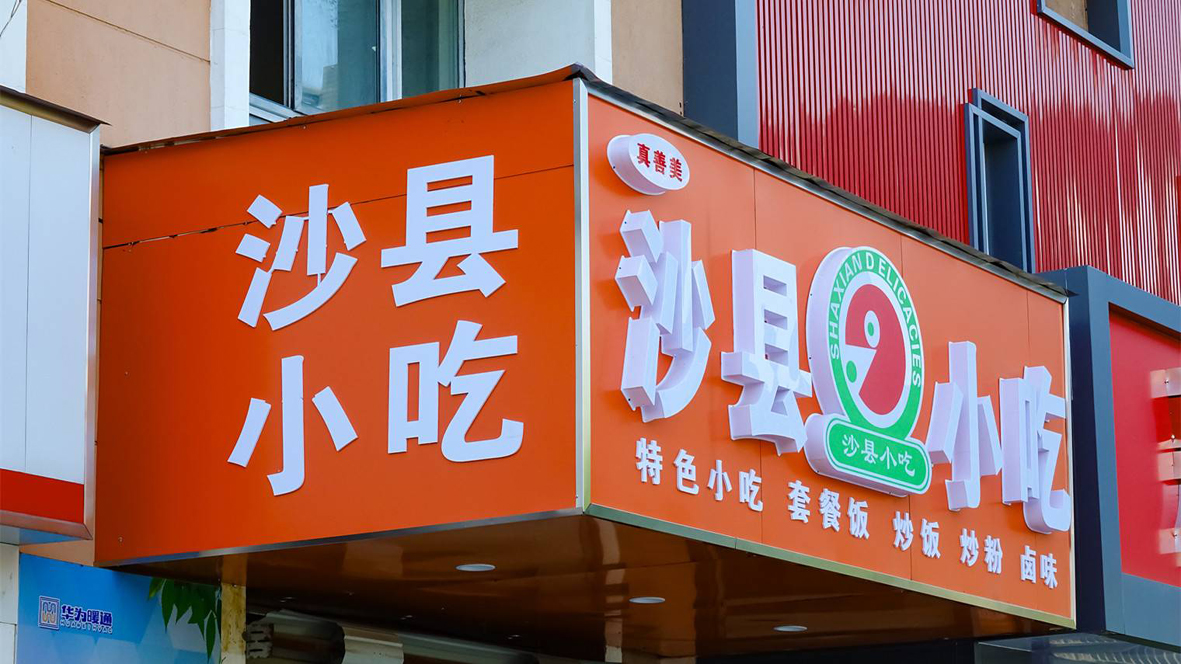 沙县
小吃
真善美
沙县小吃
SHAXIAN DELICACIES
沙县小吃
特色小吃 套餐饭 炒饭 炒粉 卤味
华为暖通